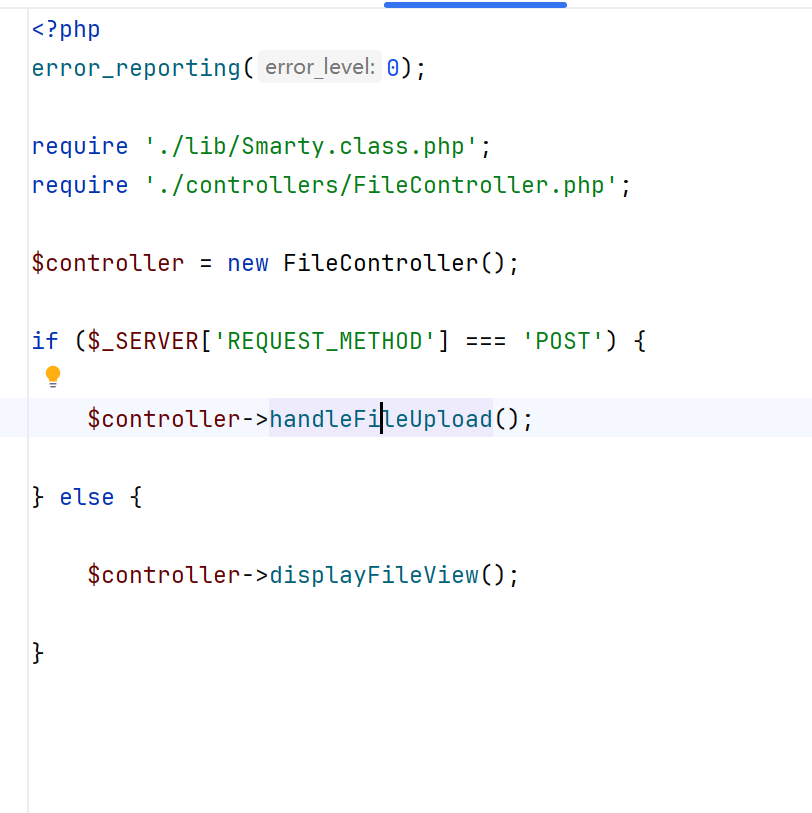 <?php
error_reporting( error_level: 0);
require './lib/Smarty.class.php';
require './controllers/FileController.php';
$controller = new FileController();
if ($_SERVER['REQUEST_METHOD'] === 'POST') {
$controller->handleFileUpload();
} else {
$controller->displayFileView();
}